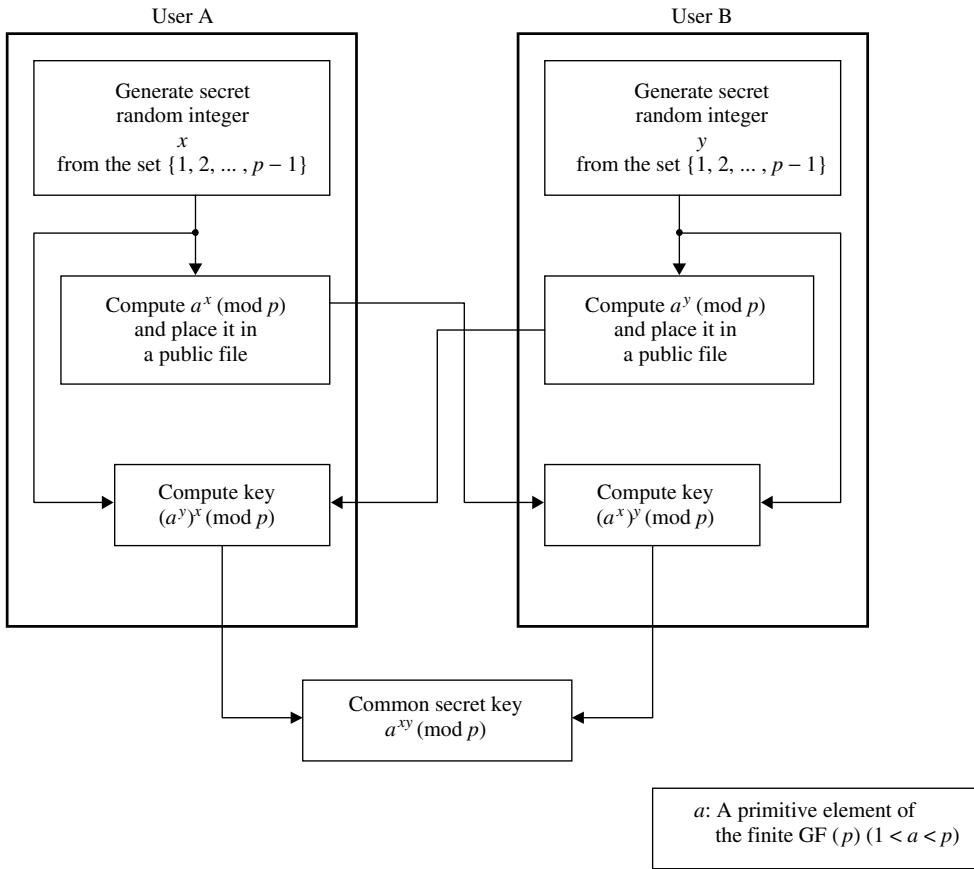 User A
Generate secret
random integer
x
from the set {1, 2, ... , p − 1}
Compute a^x (mod p)
and place it in
a public file
Compute key
(a^y)^x (mod p)
User B
Generate secret
random integer
y
from the set {1, 2, ... , p − 1}
Compute a^y (mod p)
and place it in
a public file
Compute key
(a^x)^y (mod p)
Common secret key
a^xy (mod p)
a: A primitive element of
the finite GF (p) (1 < a < p)